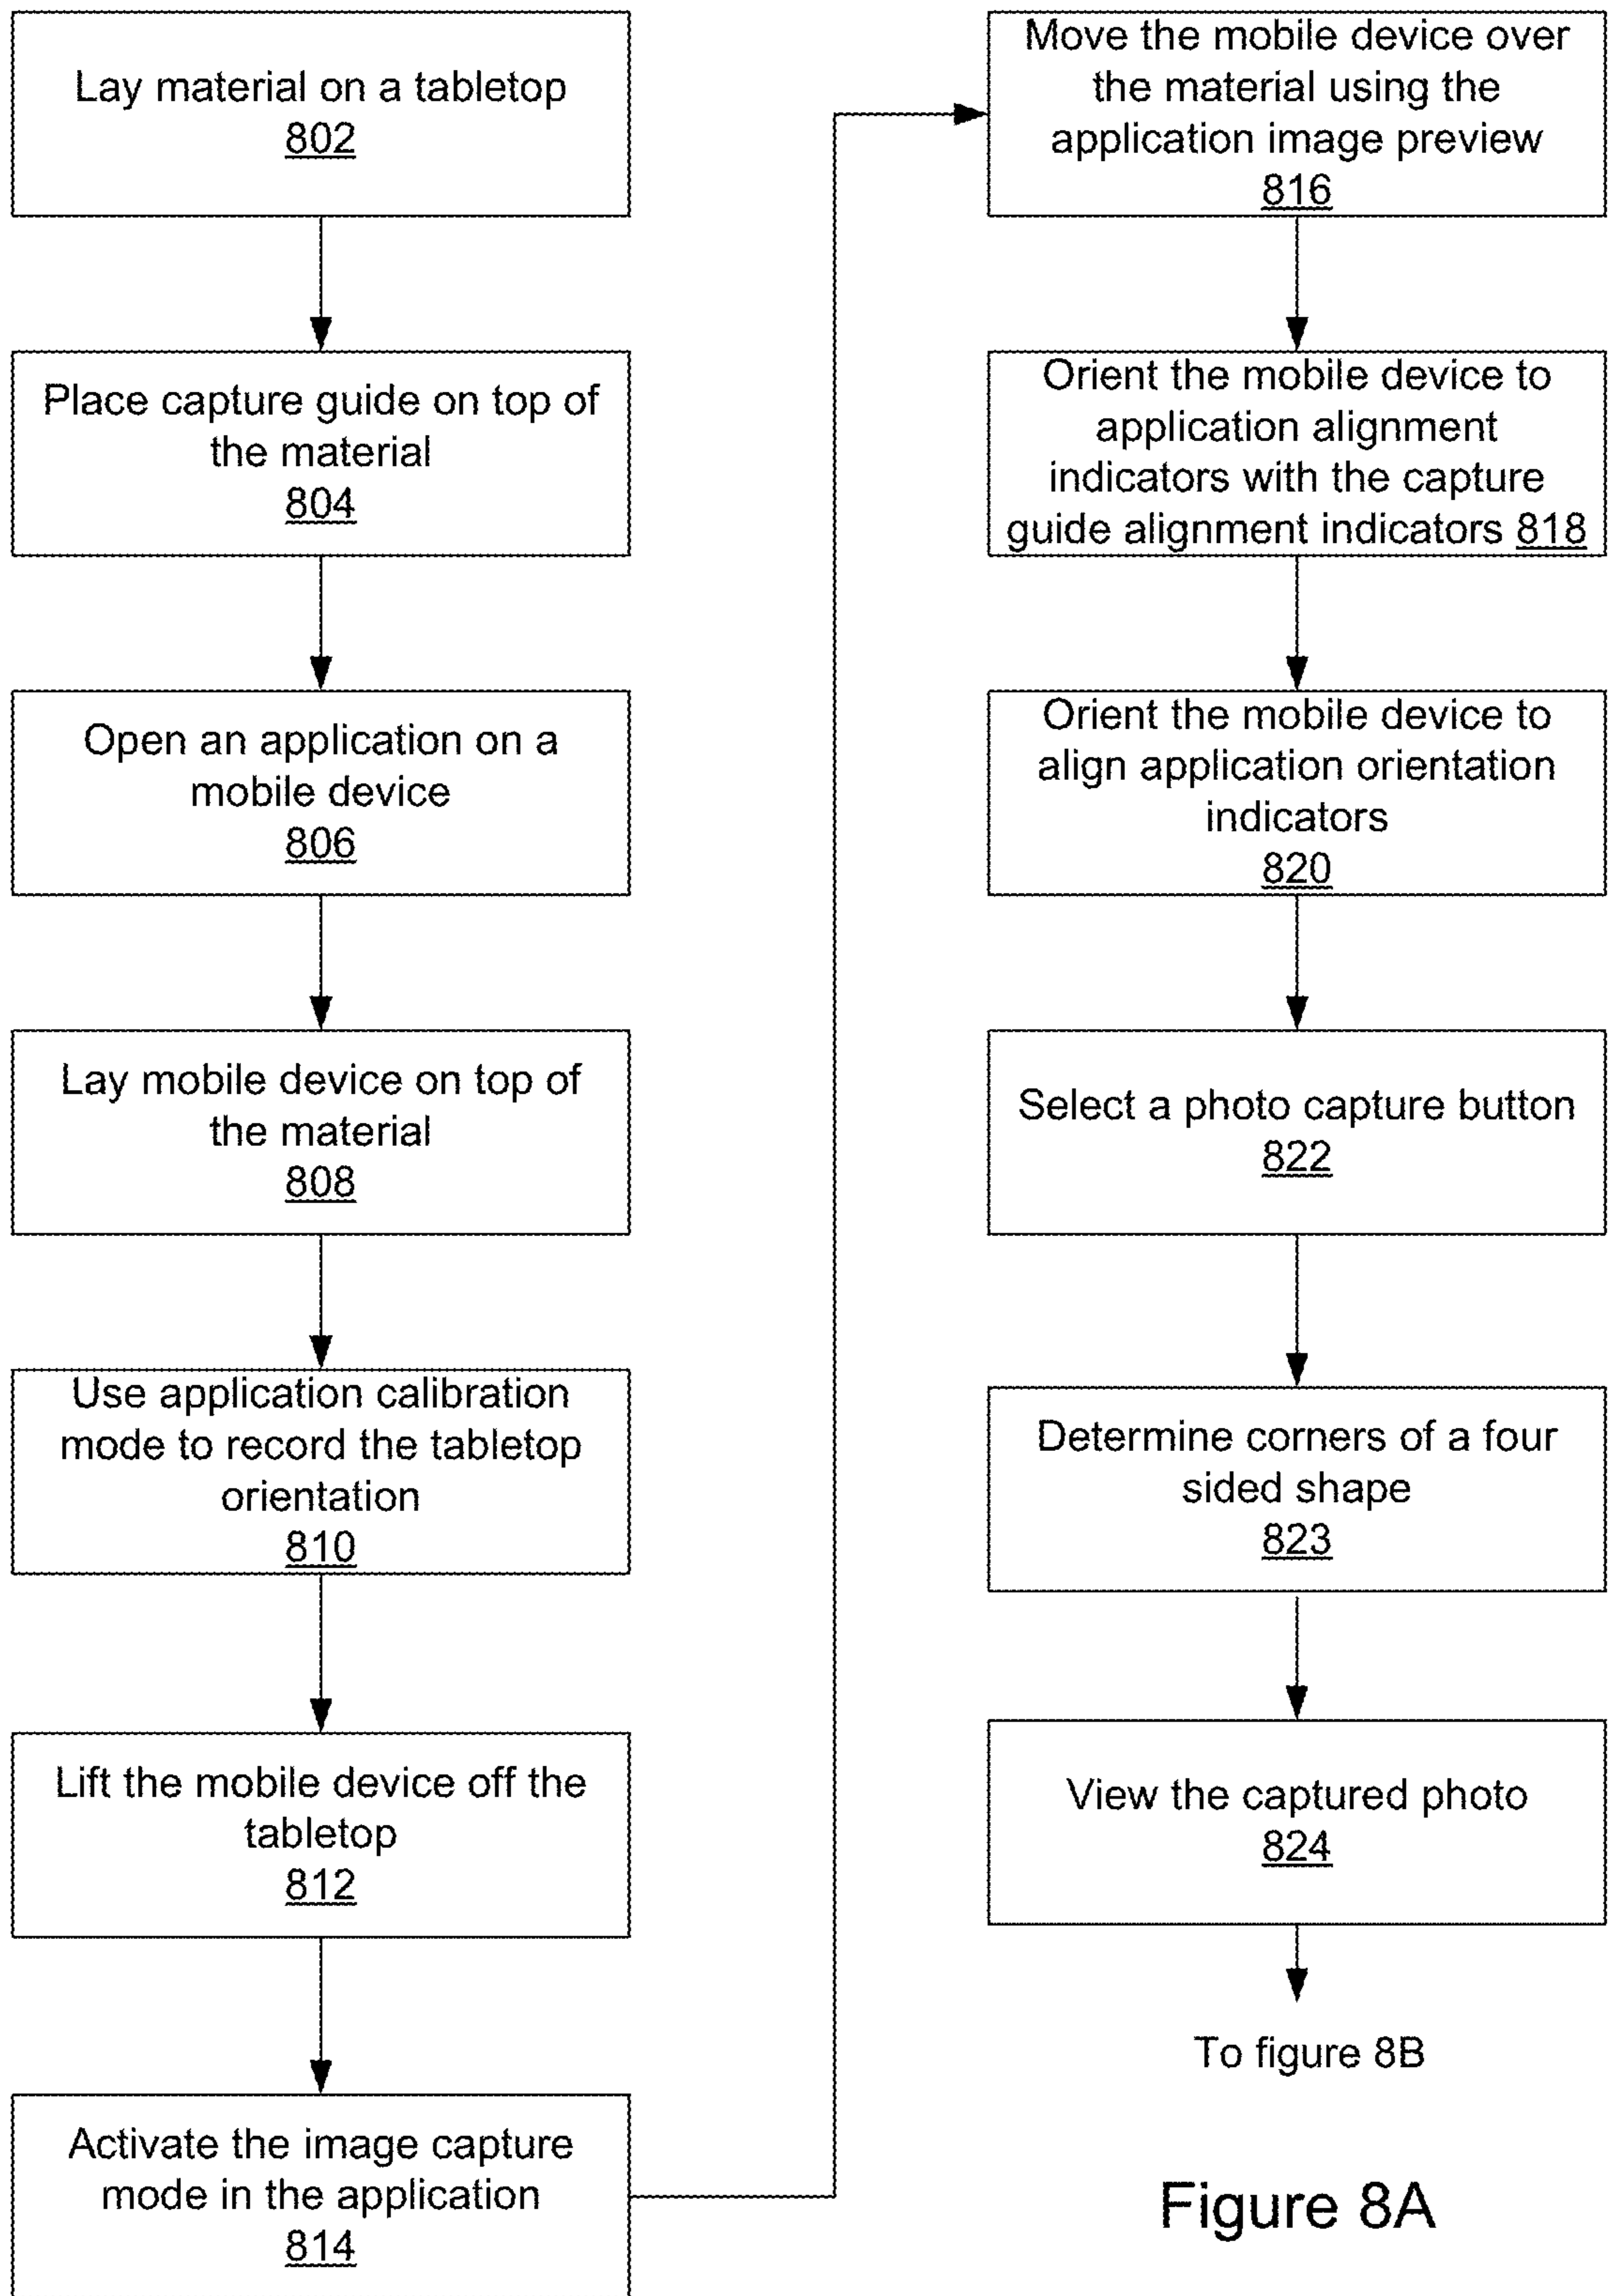 Lay material on a tabletop
802
Place capture guide on top of
the material
804
Open an application on a
mobile device
806
Lay mobile device on top of
the material
808
Use application calibration
mode to record the tabletop
orientation
810
Lift the mobile device off the
tabletop
812
Activate the image capture
mode in the application
814
Move the mobile device over
the material using the
application image preview
816
Orient the mobile device to
application alignment
indicators with the capture
guide alignment indicators 818
Orient the mobile device to
align application orientation
indicators
820
Select a photo capture button
822
Determine corners of a four
sided shape
823
View the captured photo
824
To figure 8B
Figure 8A